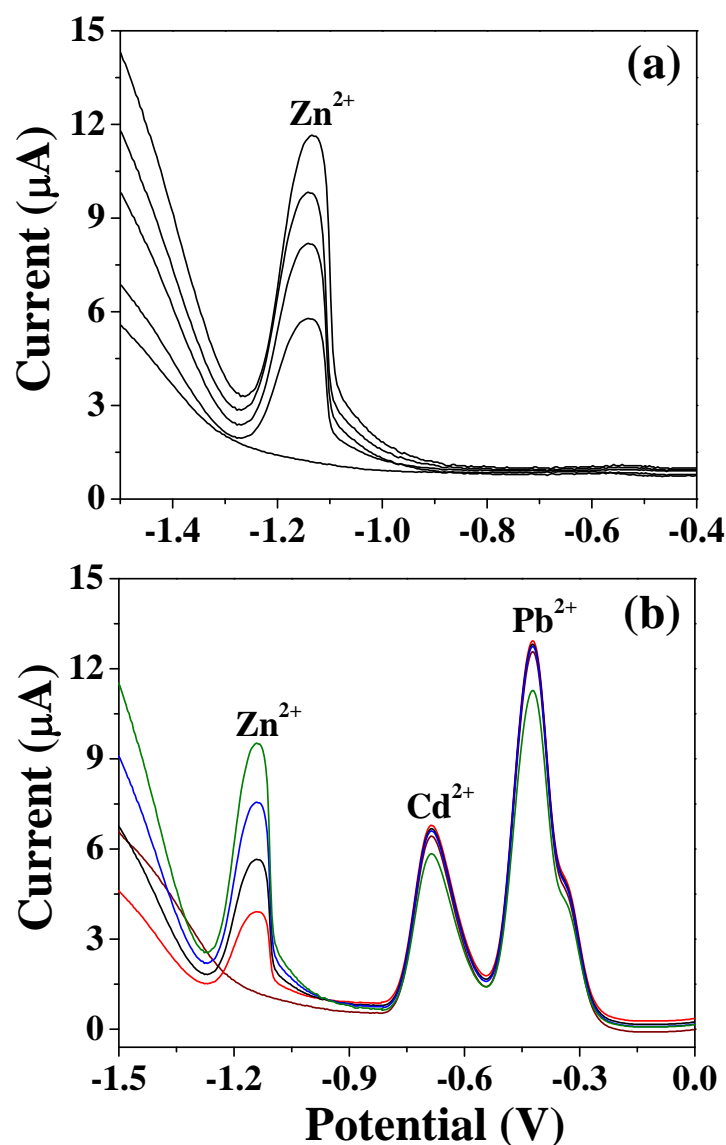 (a)
Zn²⁺
Current (μA)
15
12
9
6
3
0
-1.4 -1.2 -1.0 -0.8 -0.6 -0.4
(b)
Pb²⁺
Zn²⁺
Cd²⁺
Current (μA)
15
12
9
6
3
0
-1.5 -1.2 -0.9 -0.6 -0.3 0.0
Potential (V)